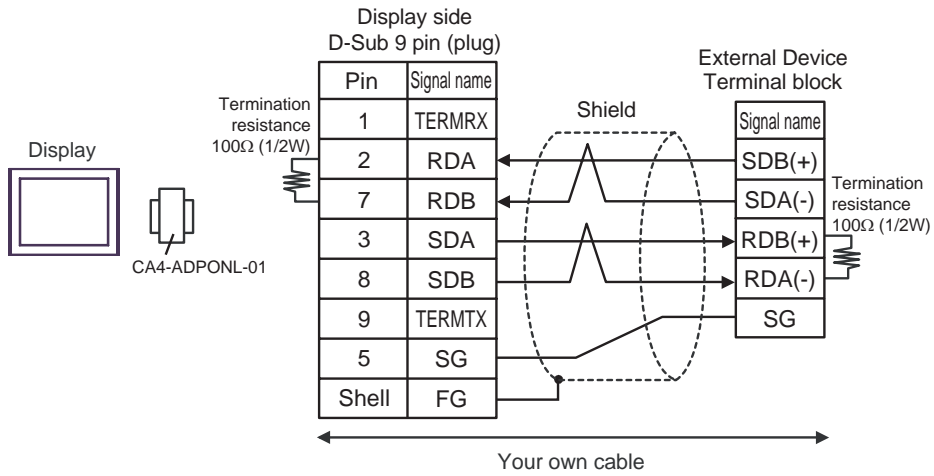 Display side
D-Sub 9 pin (plug)
External Device
Terminal block
Pin
Signal name
1
TERMRX
2
RDA
7
RDB
3
SDA
8
SDB
9
TERMTX
5
SG
Shell
FG
Termination
resistance
100Ω (1/2W)
Display
CA4-ADPONL-01
Shield
Signal name
SDB(+)
SDA(-)
RDB(+)
RDA(-)
SG
Termination
resistance
100Ω (1/2W)
Your own cable